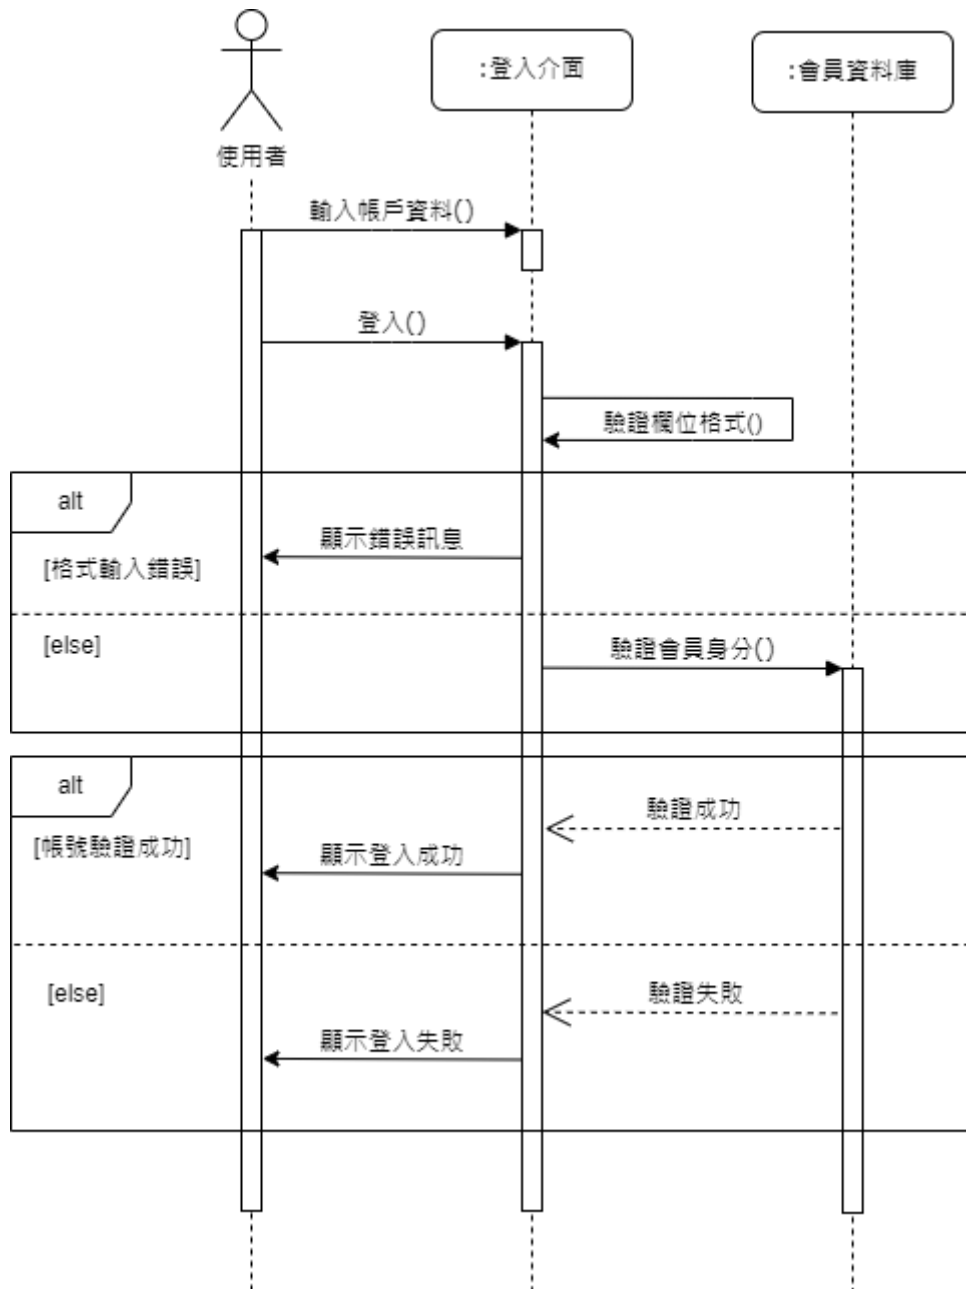 :登入介面
:會員資料庫
使用者
輸入帳戶資料()
登入()
驗證欄位格式()
alt
顯示錯誤訊息
[格式輸入錯誤]
[else]
驗證會員身分()
alt
驗證成功
[帳號驗證成功]
顯示登入成功
[else]
驗證失敗
顯示登入失敗